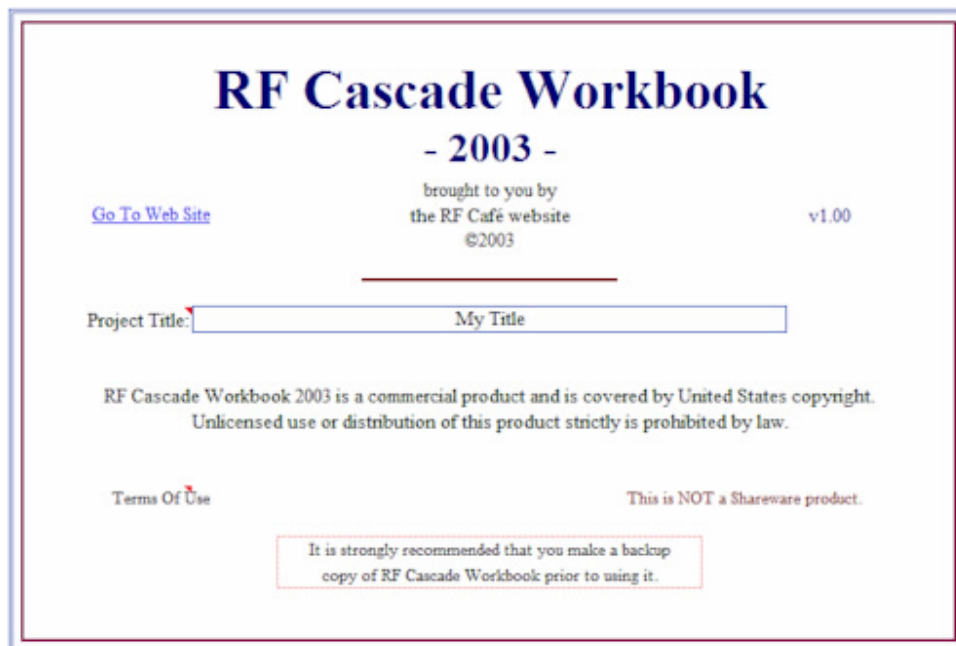 RF Cascade Workbook
- 2003 -
brought to you by
Go To Web Site
the RF Café website
v1.00
©2003
Project Title:
My Title
RF Cascade Workbook 2003 is a commercial product and is covered by United States copyright.
Unlicensed use or distribution of this product strictly is prohibited by law.
Terms Of Use
This is NOT a Shareware product.
It is strongly recommended that you make a backup
copy of RF Cascade Workbook prior to using it.